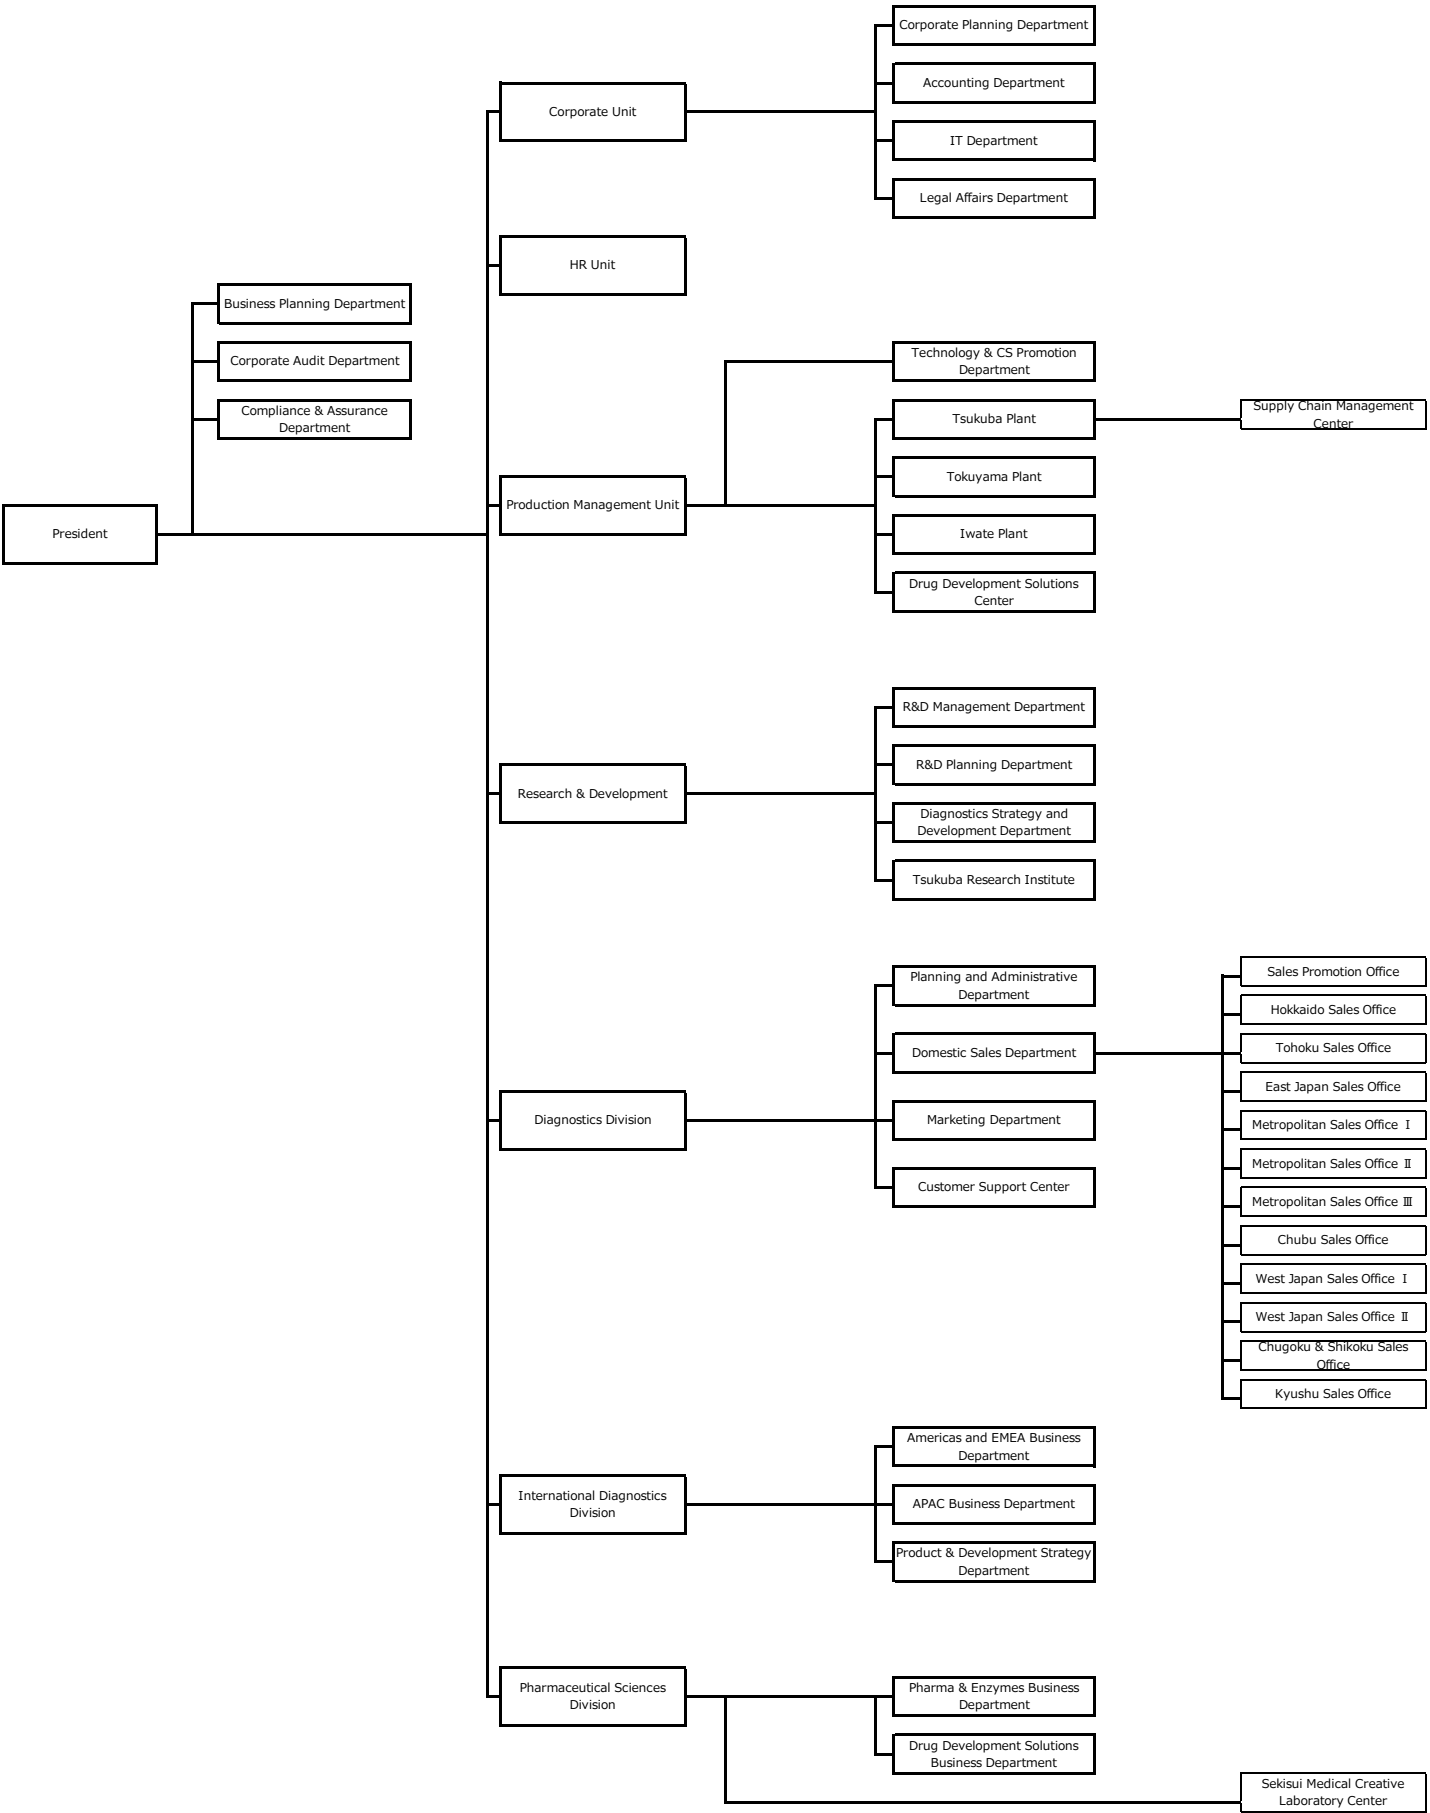 Corporate Planning Department
Accounting Department
Corporate Unit
IT Department
Legal Affairs Department
HR Unit
Business Planning Department
Corporate Audit Department
Compliance & Assurance
Department
Technology & CS Promotion
Department
Tsukuba Plant
Supply Chain Management
Center
Tokuyama Plant
Production Management Unit
President
Iwate Plant
Drug Development Solutions
Center
R&D Management Department
R&D Planning Department
Research & Development
Diagnostics Strategy and
Development Department
Tsukuba Research Institute
Planning and Administrative
Department
Domestic Sales Department
Diagnostics Division
Marketing Department
Customer Support Center
Sales Promotion Office
Hokkaido Sales Office
Tohoku Sales Office
East Japan Sales Office
Metropolitan Sales Office Ⅰ
Metropolitan Sales Office Ⅱ
Metropolitan Sales Office Ⅲ
Chubu Sales Office
West Japan Sales Office Ⅰ
West Japan Sales Office Ⅱ
Chugoku & Shikoku Sales
Office
Kyushu Sales Office
Americas and EMEA Business
Department
International Diagnostics
Division
APAC Business Department
Product & Development Strategy
Department
Pharmaceutical Sciences
Division
Pharma & Enzymes Business
Department
Drug Development Solutions
Business Department
Sekisui Medical Creative
Laboratory Center